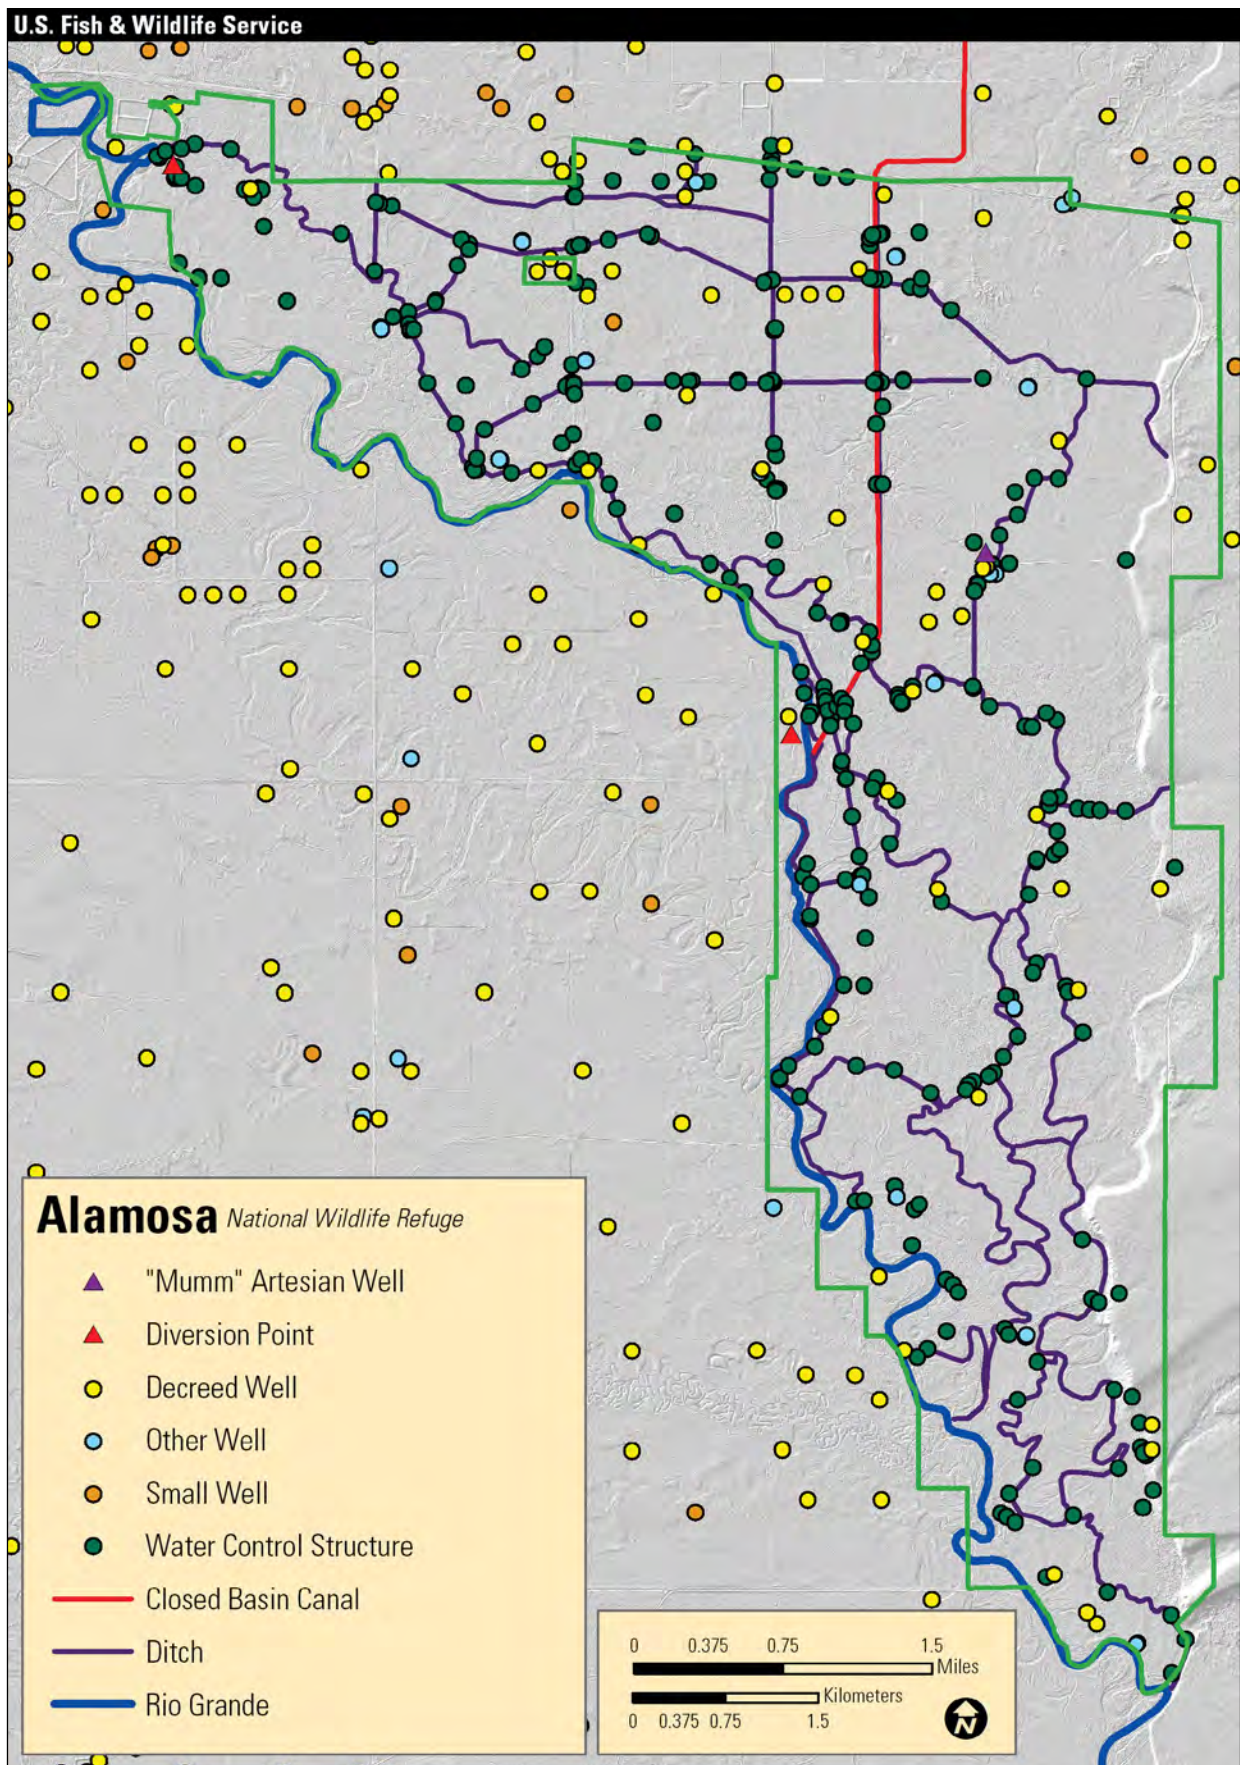 U.S. Fish & Wildlife Service
Alamosa National Wildlife Refuge
"Mumm" Artesian Well
Diversion Point
Decreed Well
Other Well
Small Well
Water Control Structure
Closed Basin Canal
Ditch
Rio Grande
0 0.375 0.75 1.5
Miles
Kilometers
0 0.375 0.75 1.5
N